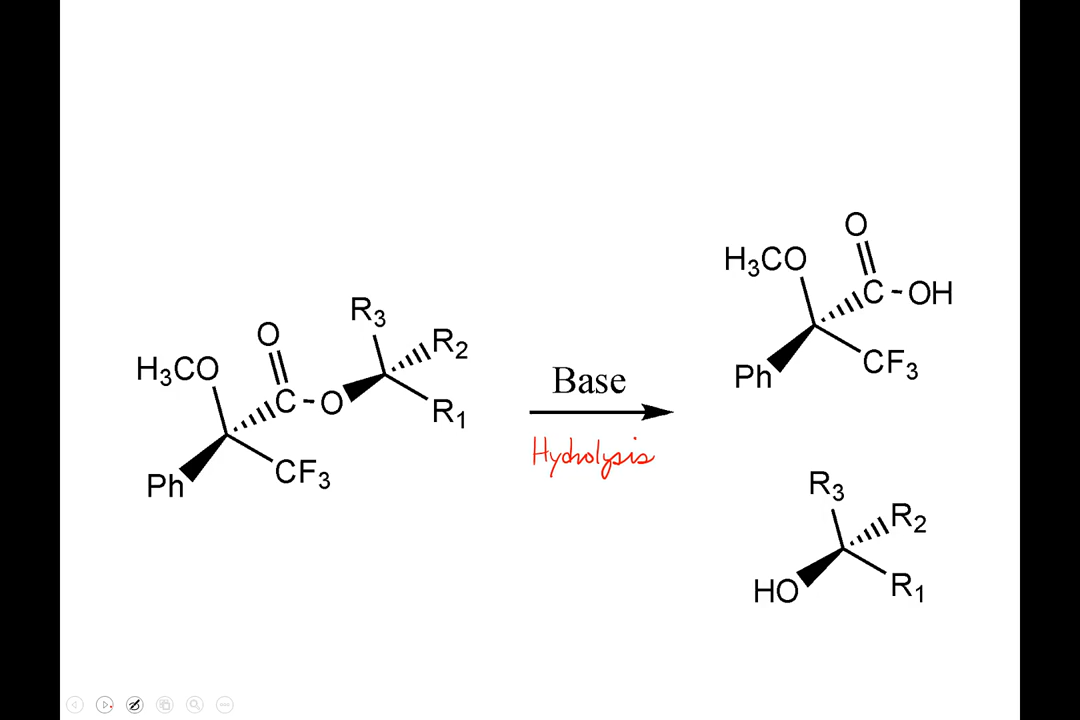 H3CO
O
C-O
Ph
CF3
R3
R2
R1
Base
Hydrolysis
H3CO
O
C-OH
Ph
CF3
R3
R2
HO
R1